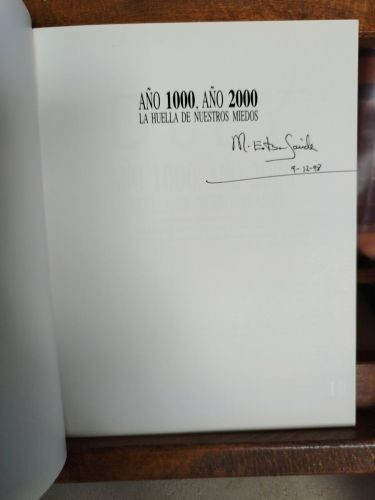 AÑO 1000, AÑO 2000
LA HUELLA DE NUESTROS MIEDOS
M.
9-12-98